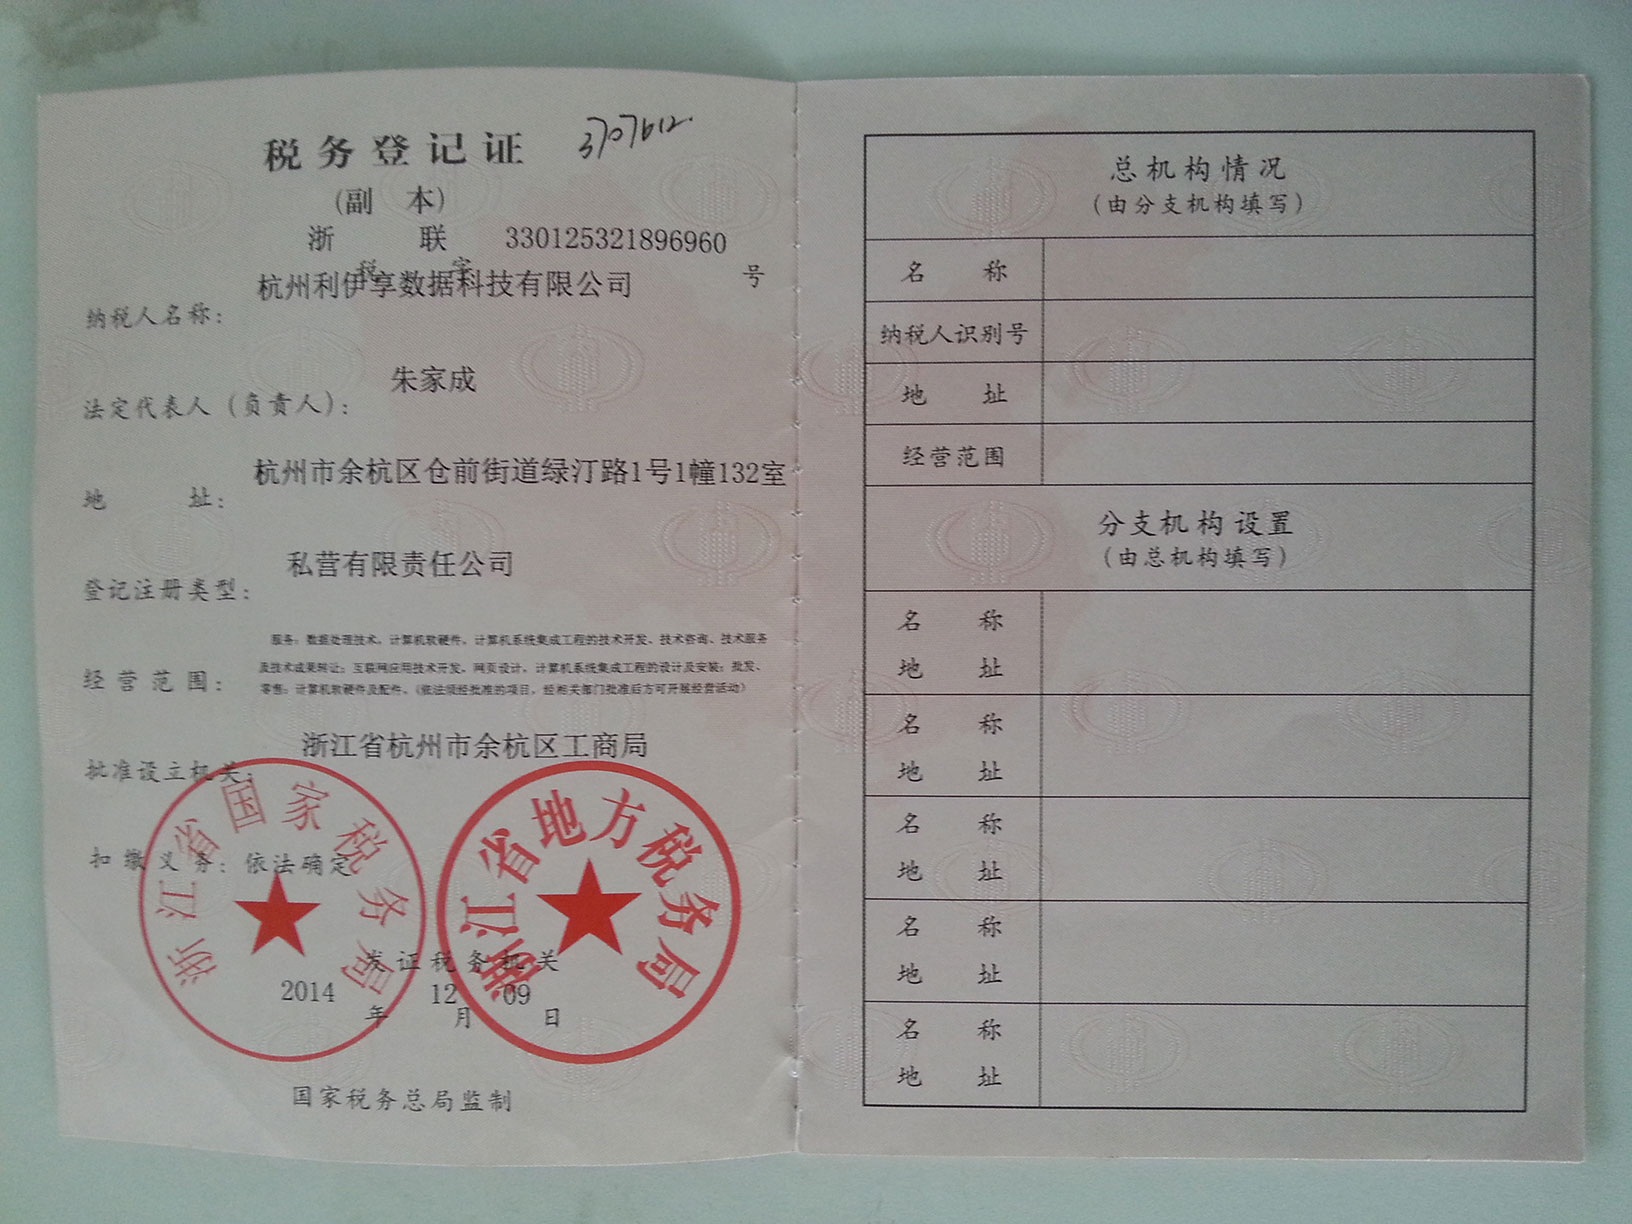 税务登记证 3707612
(副 本)
浙 联 330125321896960
税 字 号
杭州利伊享数据科技有限公司
纳税人名称：
朱家成
法定代表人（负责人）：
杭州市余杭区仓前街道绿汀路1号1幢132室
地 址：
私营有限责任公司
登记注册类型：
服务：数据处理技术，计算机软硬件，计算机系统集成工程的技术开发、技术咨询、技术服务
经营范围： 及技术成果转让；互联网应用技术开发，网页设计，计算机系统集成工程的设计及安装；批发、
零售：计算机软硬件及配件。（依法须经批准的项目，经相关部门批准后方可开展经营活动）
浙江省杭州市余杭区工商局
批准设立机关：
扣缴义务：依法确定
浙江省国家税务局
浙江省地方税务局
发证税务机关
2014 12 09
年 月 日
国家税务总局监制
总机构情况
（由分支机构填写）
名 称
纳税人识别号
地 址
经营范围
分支机构设置
（由总机构填写）
名 称
地 址
名 称
地 址
名 称
地 址
名 称
地 址
名 称
地 址